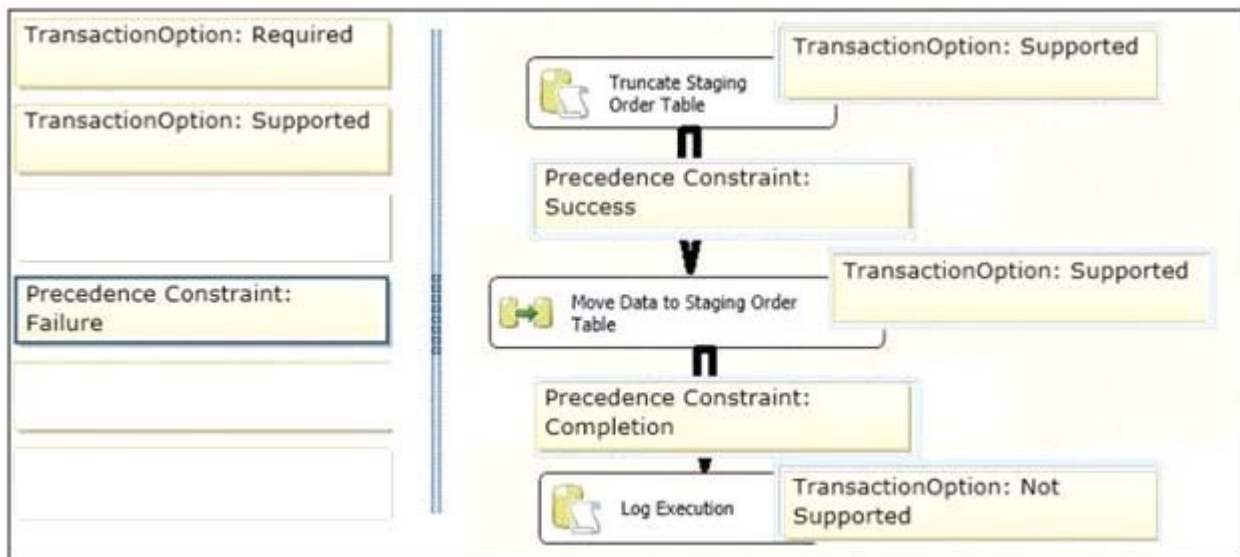 TransactionOption: Required
TransactionOption: Supported
Precedence Constraint:
Failure
TransactionOption: Supported
Truncate Staging
Order Table
Precedence Constraint:
Success
TransactionOption: Supported
Move Data to Staging Order
Table
Precedence Constraint:
Completion
TransactionOption: Not
Supported
Log Execution